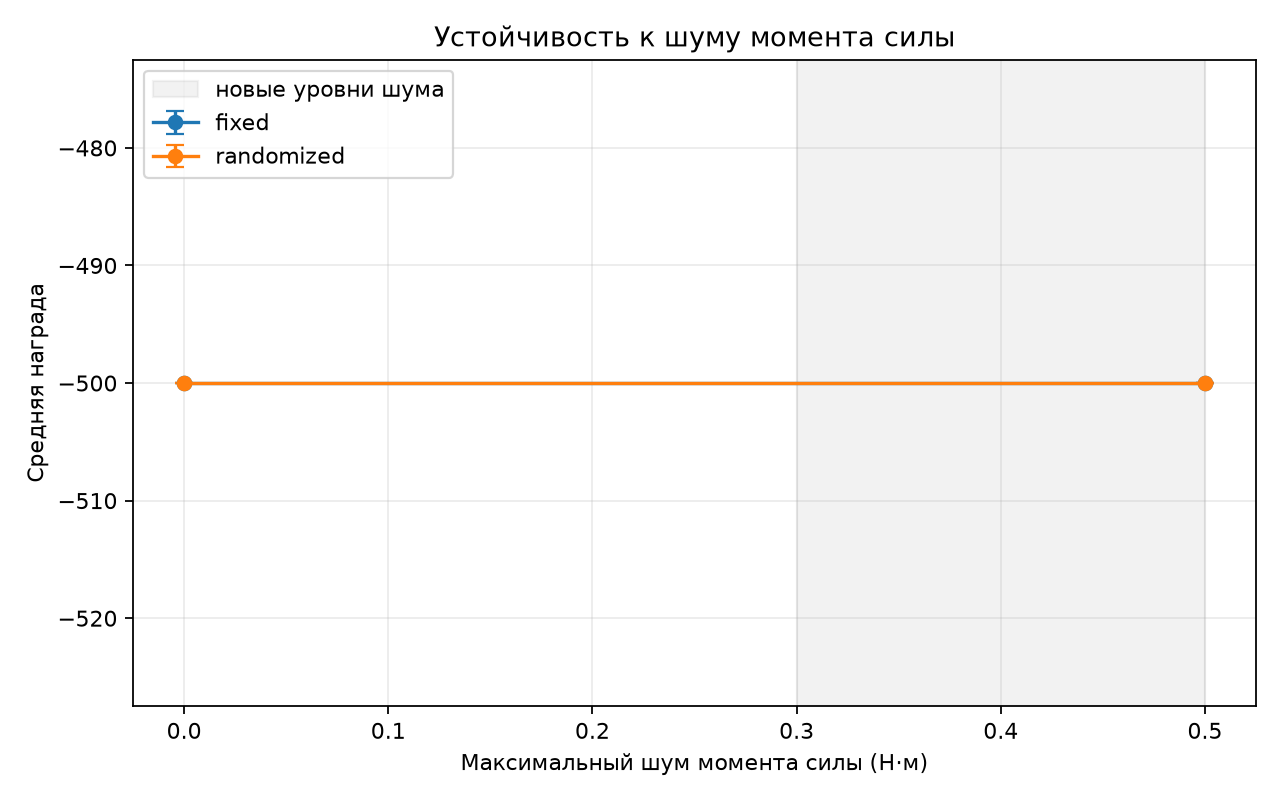 Устойчивость к шуму момента силы
новые уровни шума
fixed
randomized
−480
−490
−500
−510
−520
Средняя награда
0.0 0.1 0.2 0.3 0.4 0.5
Максимальный шум момента силы (Н·м)